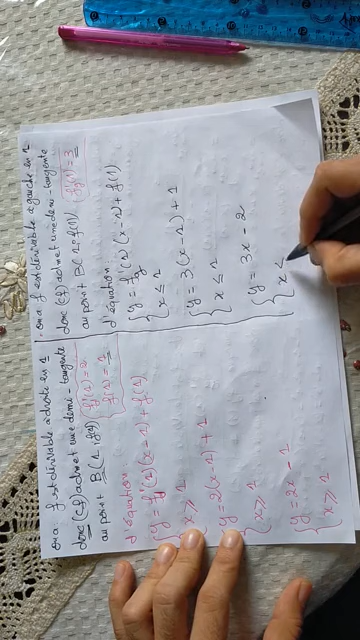 on a f est dérivable à droite en 1
donc (Cf) admet une demi-tangente
au point B(1, f(1)
f'd(1) = 2
f(1) = 1
d'équation:
{ y = f'd(1)(x-1) + f(1)
x ≥ 1
{ y = 2(x-1) + 1
x ≥ 1
{ y = 2x - 1
x ≥ 1
on a f est dérivable à gauche en 1
donc (Cf) admet une demi-tangente
au point B(1, f(1)) f'g(1) = 3
d'équation
{ y = f'g(1)(x-1) + f(1)
x ≤ 1
{ y = 3(x-1) + 1
x ≤ 1
{ y = 3x - 2
x <